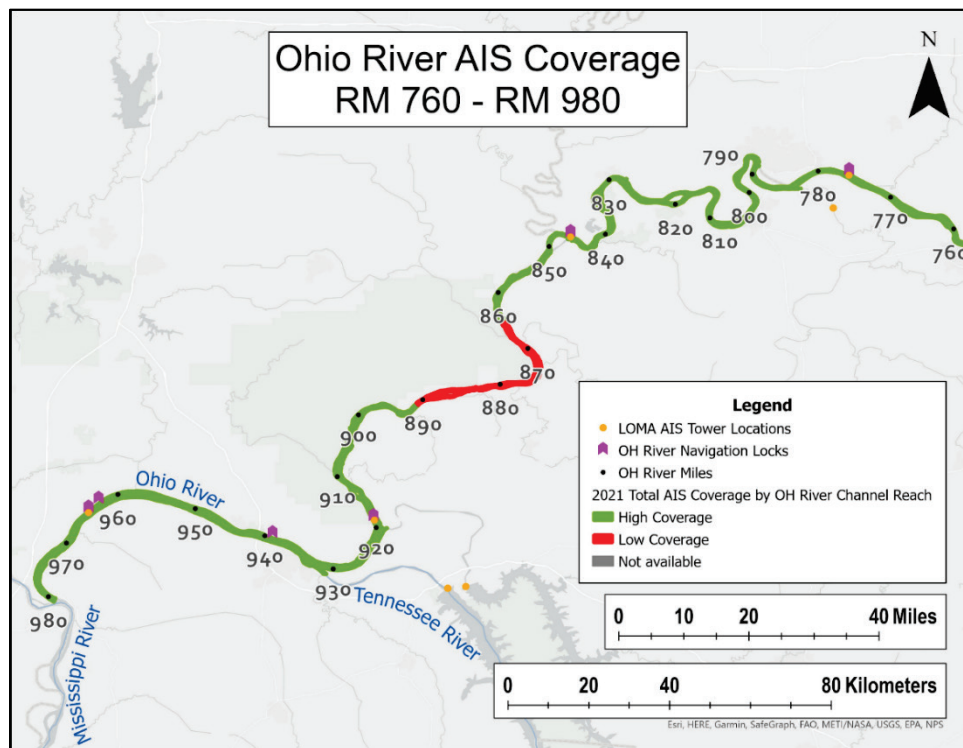 Ohio River AIS Coverage
RM 760 - RM 980
N
790
780
770
760
800
810
820
830
840
850
860
870
880
890
900
910
920
930
940
950
960
970
980
Ohio River
Tennessee River
Mississippi River
Legend
LOMA AIS Tower Locations
OH River Navigation Locks
OH River Miles
2021 Total AIS Coverage by OH River Channel Reach
High Coverage
Low Coverage
Not available
0 10 20 40 Miles
0 20 40 80 Kilometers
Esri, HERE, Garmin, SafeGraph, FAO, METI/NASA, USGS, EPA, NPS